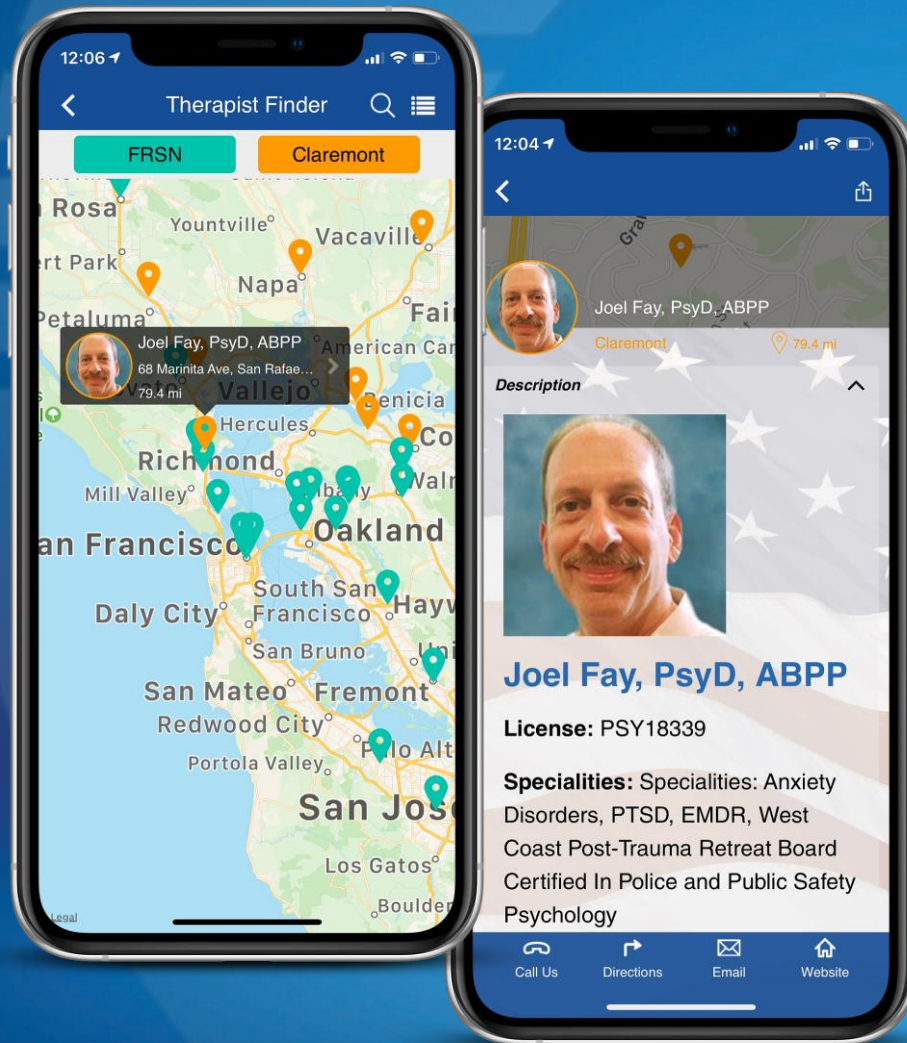 12:06
Therapist Finder
FRSN
Claremont
Rosa
Yountville
Vacaville
ert Park
Napa
Petaluma
Fai
Joel Fay, PsyD, ABPP
68 Marinita Ave, San Rafae...
79.4 mi
American Can
Vallejo
Benicia
Hercules
Co
Richmond
Mill Valley
Walr
an Francisco
Oakland
South San
Francisco
Hayw
Daly City
San Bruno
Uni
San Mateo
Fremont
Redwood City
Palo Alt
Portola Valley
San Jos
Los Gatos
Boulder
Legal
12:04
Gra
Joel Fay, PsyD, ABPP
Claremont
79.4 mi
Description
Joel Fay, PsyD, ABPP
License: PSY18339
Specialities: Specialities: Anxiety
Disorders, PTSD, EMDR, West
Coast Post-Trauma Retreat Board
Certified In Police and Public Safety
Psychology
Call Us
Directions
Email
Website